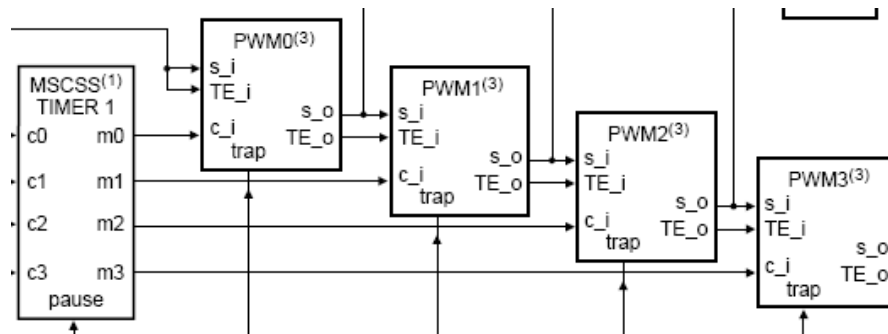 MSCSS(1)
TIMER 1
c0 m0
c1 m1
c2 m2
c3 m3
pause
PWM0(3)
s_i
TE_i
s_o
TE_o
c_i
trap
PWM1(3)
s_i
TE_i
s_o
TE_o
c_i
trap
PWM2(3)
s_i
TE_i
s_o
TE_o
c_i
trap
PWM3(3)
s_i
TE_i
s_o
TE_o
c_i
trap